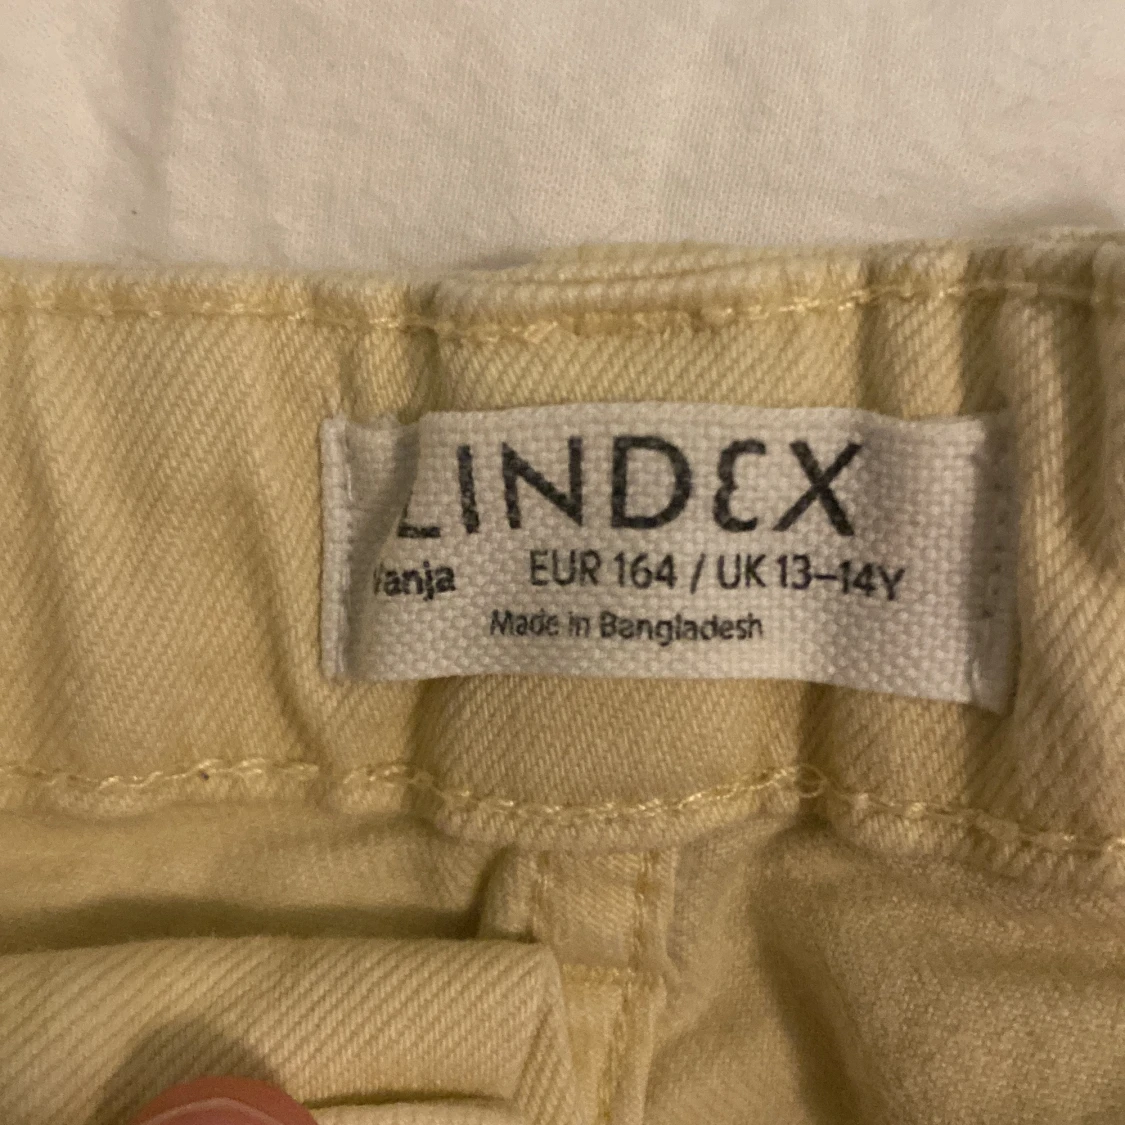 LINDEX
Vanja EUR 164 / UK 13–14Y
Made in Bangladesh